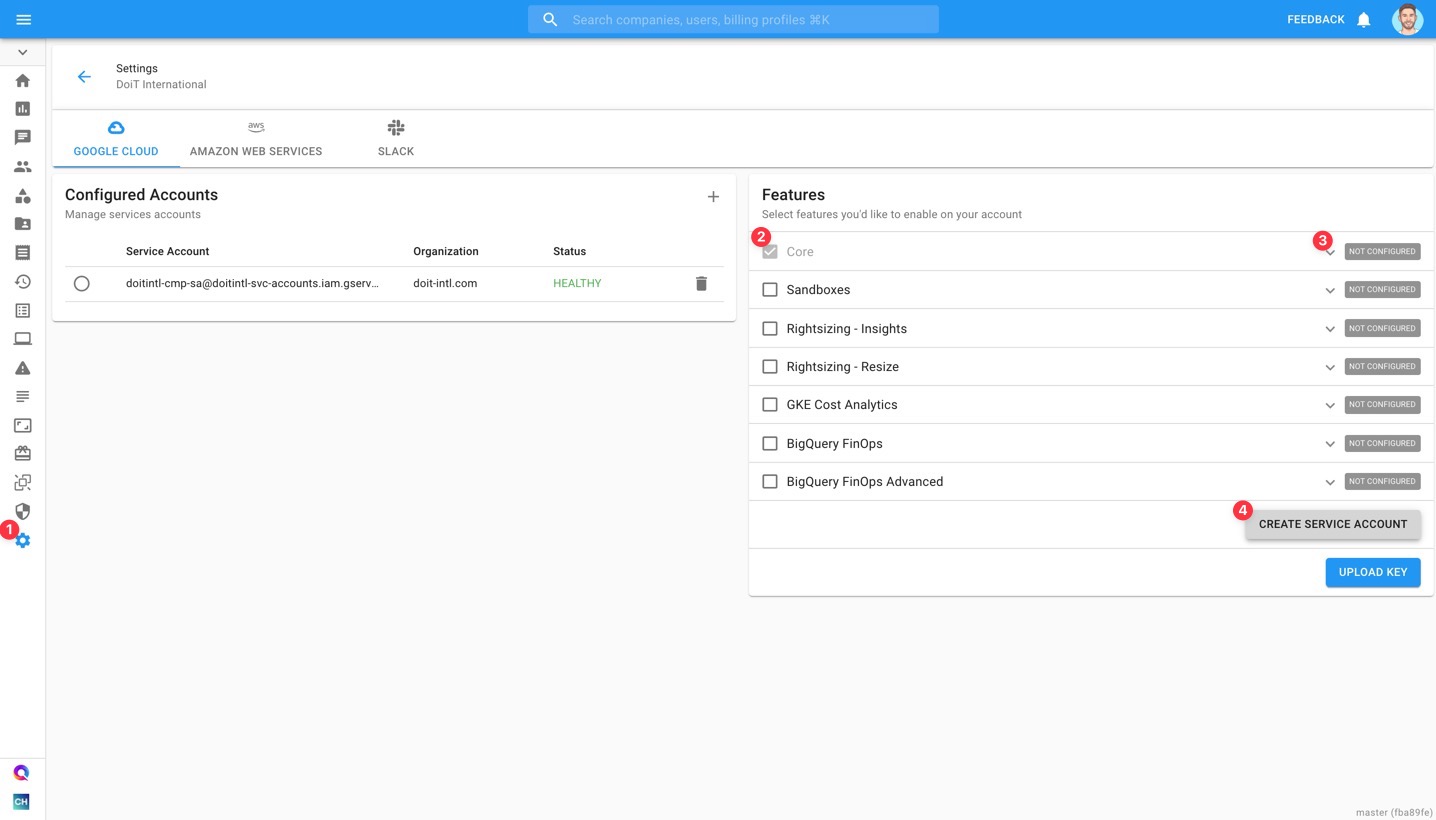 Search companies, users, billing profiles ⌘K
FEEDBACK
Settings
DoiT International
aws
GOOGLE CLOUD
AMAZON WEB SERVICES
SLACK
Configured Accounts
Manage services accounts
Service Account Organization Status
doitintl-cmp-sa@doitintl-svc-accounts.iam.gserv... doit-intl.com HEALTHY
Features
Select features you'd like to enable on your account
2
3
Core NOT CONFIGURED
Sandboxes NOT CONFIGURED
Rightsizing - Insights NOT CONFIGURED
Rightsizing - Resize NOT CONFIGURED
GKE Cost Analytics NOT CONFIGURED
BigQuery FinOps NOT CONFIGURED
BigQuery FinOps Advanced NOT CONFIGURED
4
CREATE SERVICE ACCOUNT
UPLOAD KEY
1
CH
master (fba89fe)